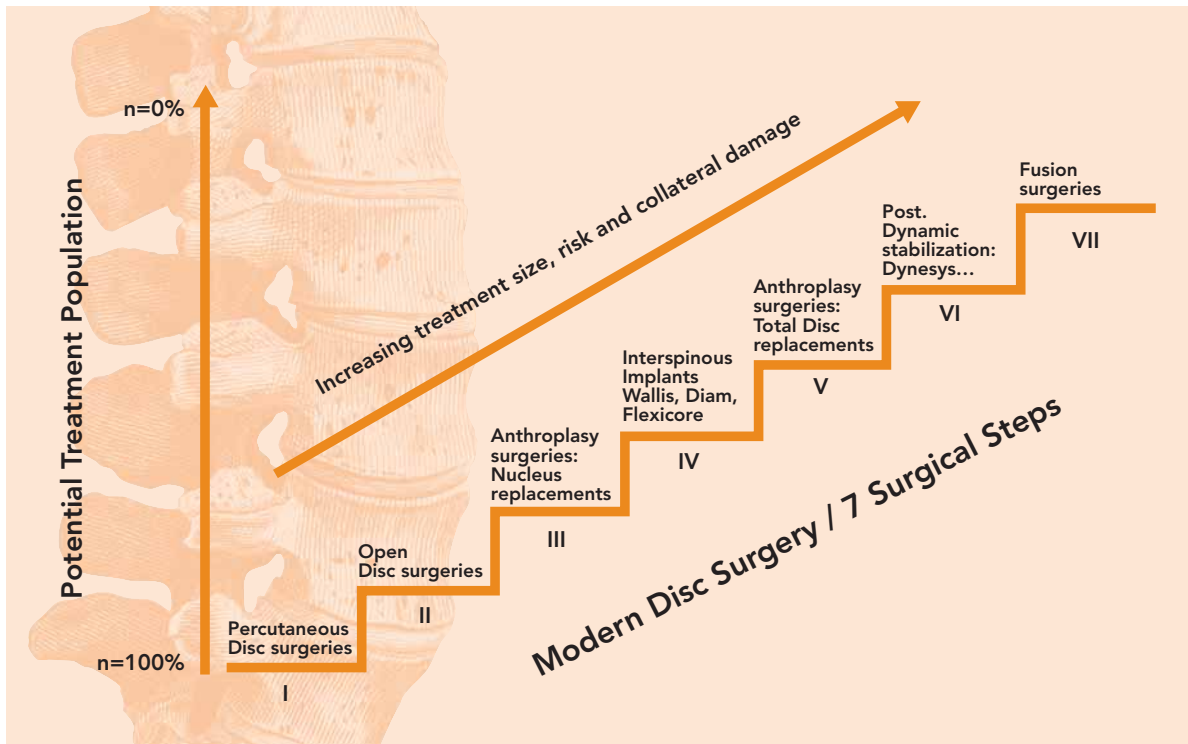 n=0%
Potential Treatment Population
n=100%
Increasing treatment size, risk and collateral damage
Percutaneous
Disc surgeries
I
Open
Disc surgeries
II
Anthroplasy
surgeries:
Nucleus
replacements
III
Interspinous
Implants
Wallis, Diam,
Flexicore
IV
Anthroplasy
surgeries:
Total Disc
replacements
V
Post.
Dynamic
stabilization:
Dynesys...
VI
Fusion
surgeries
VII
Modern Disc Surgery / 7 Surgical Steps